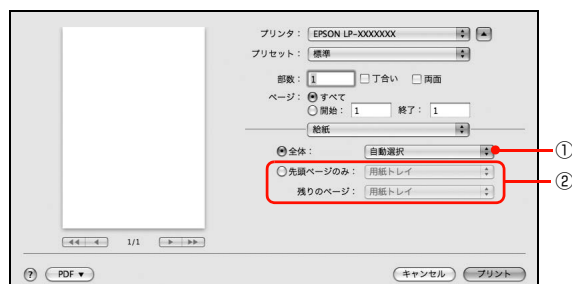 プリンタ： EPSON LP-XXXXXXX
プリセット： 標準
部数： 1 丁合い 両面
ページ： すべて
開始： 1 終了： 1
給紙
全体： 自動選択 ①
先頭ページのみ： 用紙トレイ ②
残りのページ： 用紙トレイ
1/1
? PDF▼ キャンセル プリント